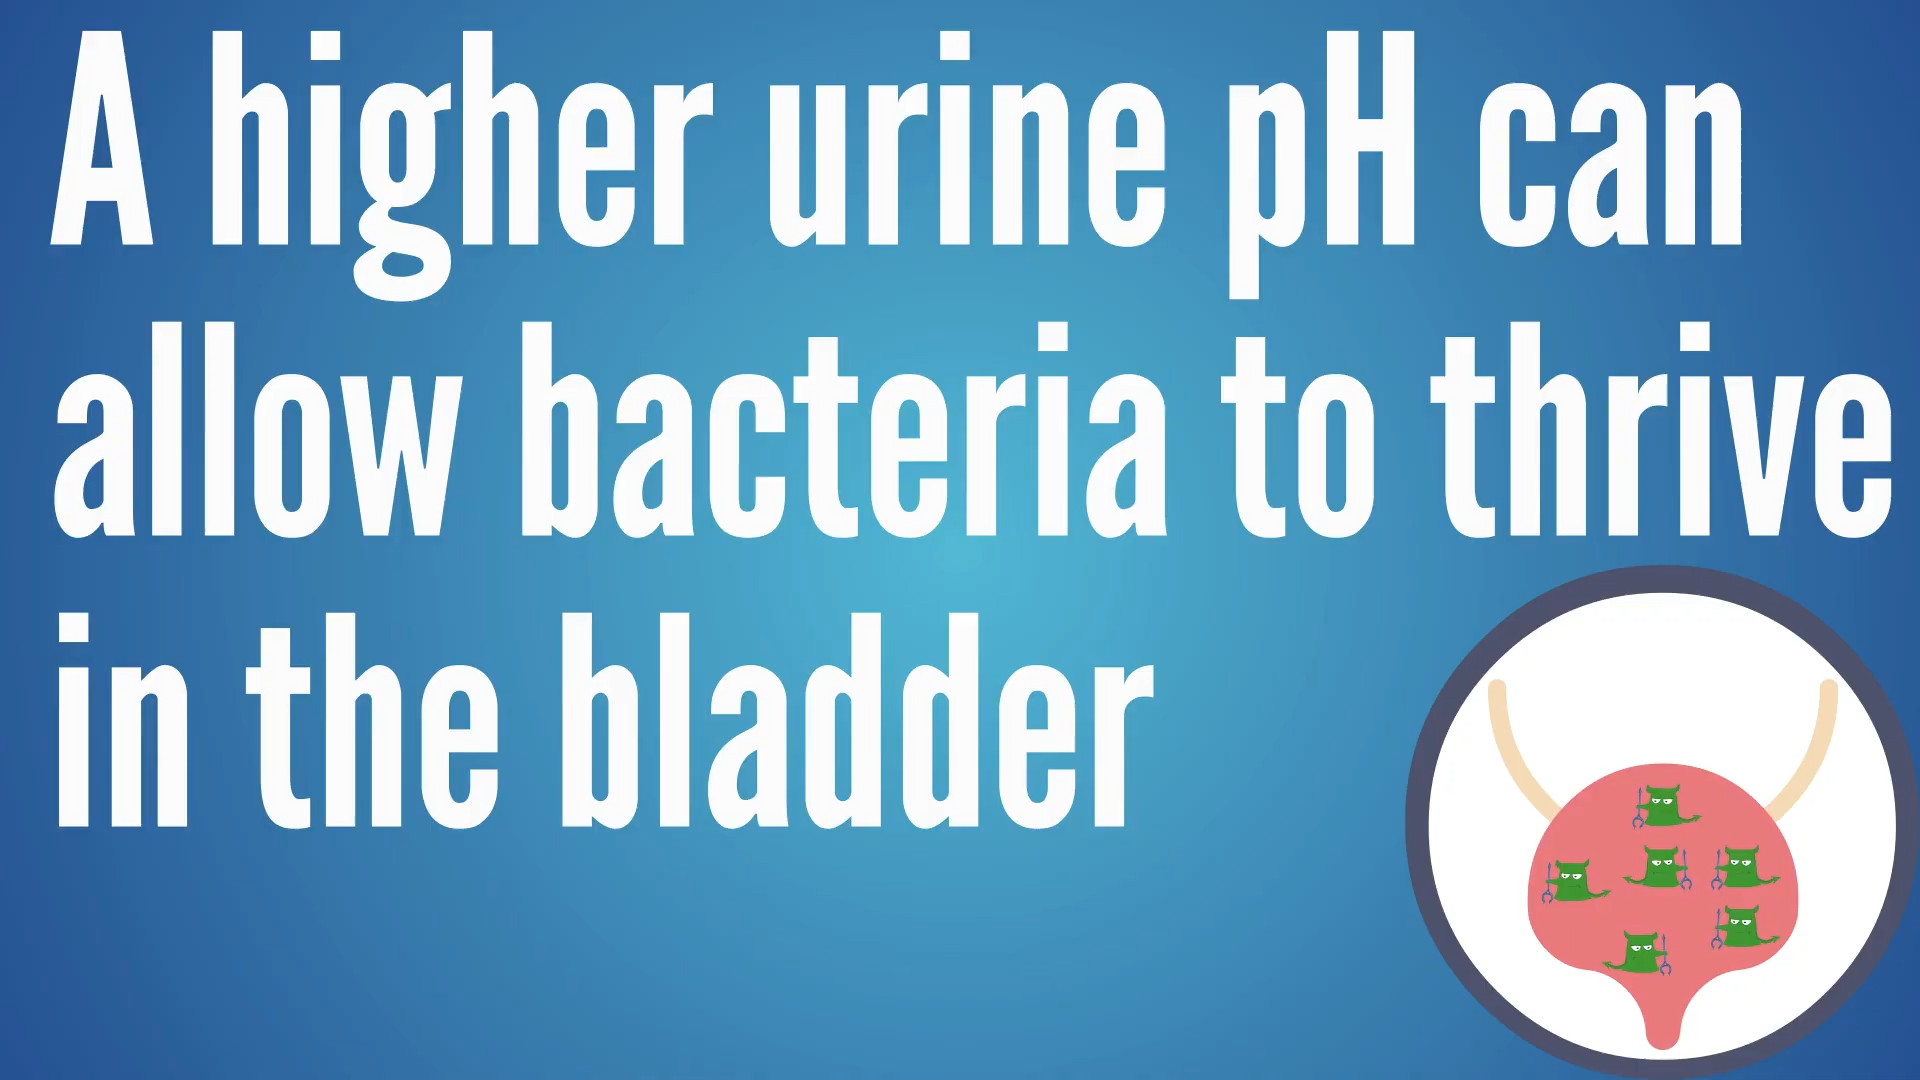 A higher urine pH can
allow bacteria to thrive
in the bladder